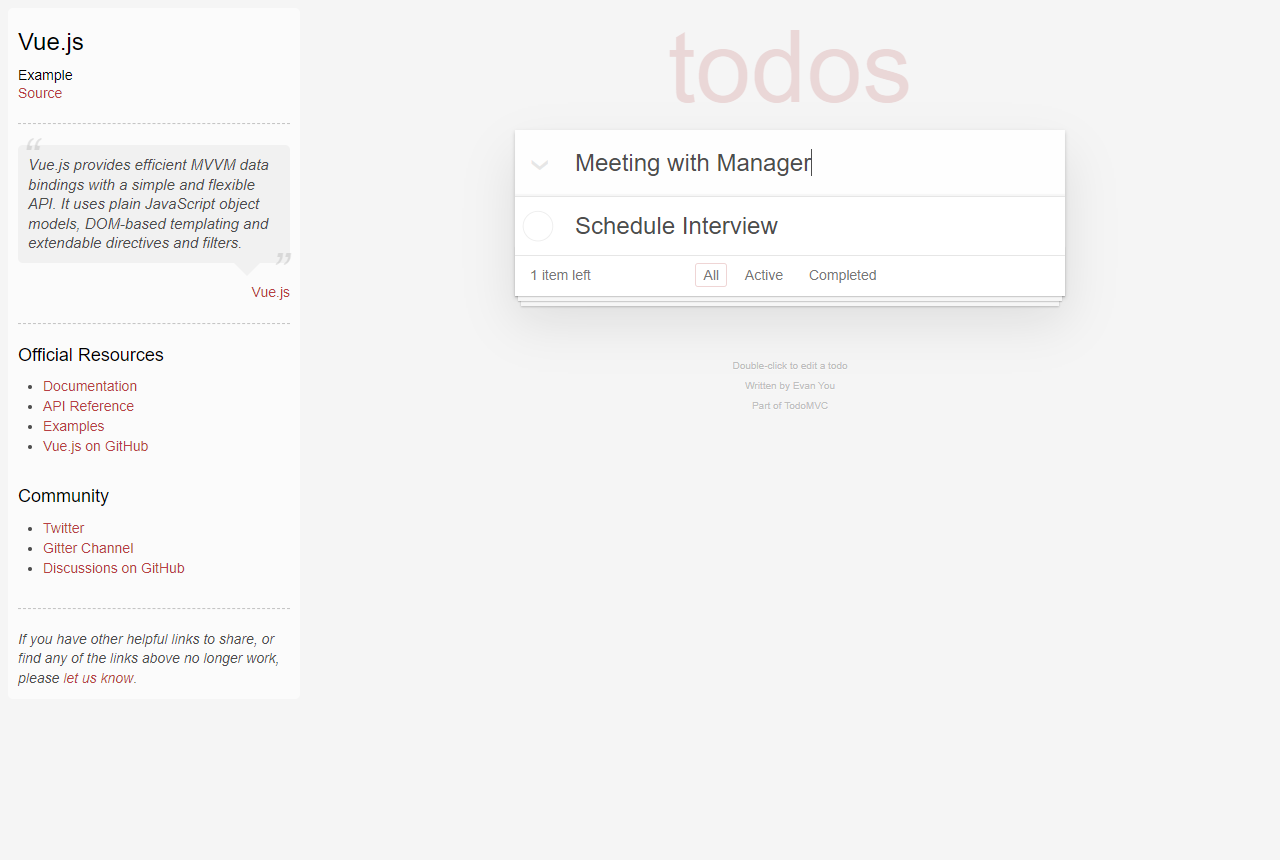 Vue.js
Example
Source
“
Vue.js provides efficient MVVM data
bindings with a simple and flexible
API. It uses plain JavaScript object
models, DOM-based templating and
extendable directives and filters.
”
Vue.js
Official Resources
Documentation
API Reference
Examples
Vue.js on GitHub
Community
Twitter
Gitter Channel
Discussions on GitHub
If you have other helpful links to share, or
find any of the links above no longer work,
please let us know.
todos
Meeting with Manager
Schedule Interview
1 item left All Active Completed
Double-click to edit a todo
Written by Evan You
Part of TodoMVC